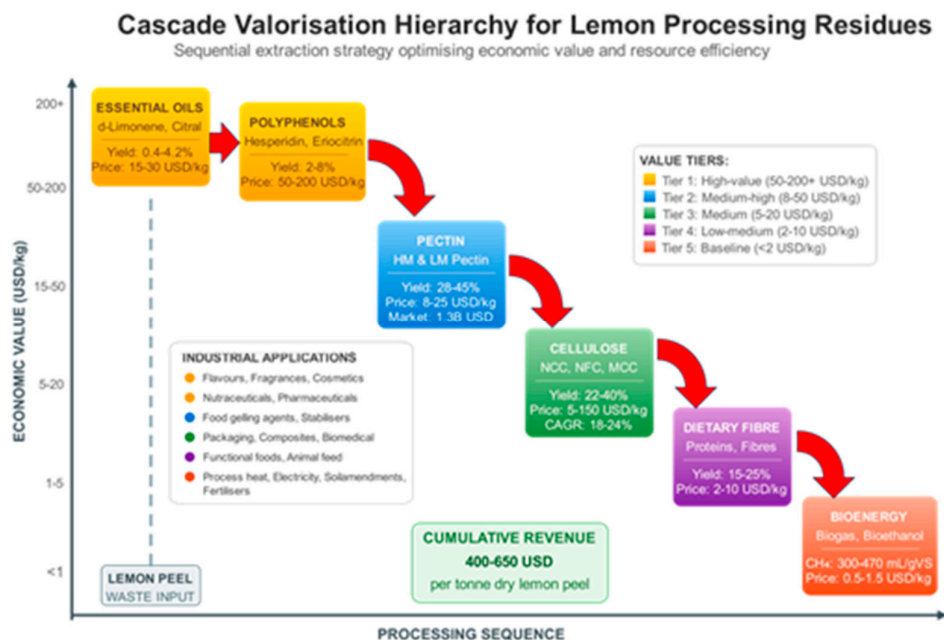 Cascade Valorisation Hierarchy for Lemon Processing Residues
Sequential extraction strategy optimising economic value and resource efficiency
ECONOMIC VALUE (USD/kg)
200+
50-200
15-50
5-20
1-5
<1
ESSENTIAL OILS
d-Limonene, Citral
Yield: 0.4-4.2%
Price: 15-30 USD/kg
POLYPHENOLS
Hesperidin, Eriocitrin
Yield: 2-8%
Price: 50-200 USD/kg
VALUE TIERS:
Tier 1: High-value (50-200+ USD/kg)
Tier 2: Medium-high (8-50 USD/kg)
Tier 3: Medium (5-20 USD/kg)
Tier 4: Low-medium (2-10 USD/kg)
Tier 5: Baseline (<2 USD/kg)
PECTIN
HM & LM Pectin
Yield: 28-45%
Price: 8-25 USD/kg
Market: 1.3B USD
CELLULOSE
NCC, NFC, MCC
Yield: 22-40%
Price: 5-150 USD/kg
CAGR: 18-24%
INDUSTRIAL APPLICATIONS
Flavours, Fragrances, Cosmetics
Nutraceuticals, Pharmaceuticals
Food gelling agents, Stabilisers
Packaging, Composites, Biomedical
Functional foods, Animal feed
Process heat, Electricity, Soilamendments,
Fertilisers
DIETARY FIBRE
Proteins, Fibres
Yield: 15-25%
Price: 2-10 USD/kg
BIOENERGY
Biogas, Bioethanol
CH₄: 300-470 mL/gVS
Price: 0.5-1.5 USD/kg
CUMULATIVE REVENUE
400-650 USD
per tonne dry lemon peel
LEMON PEEL
WASTE INPUT
PROCESSING SEQUENCE